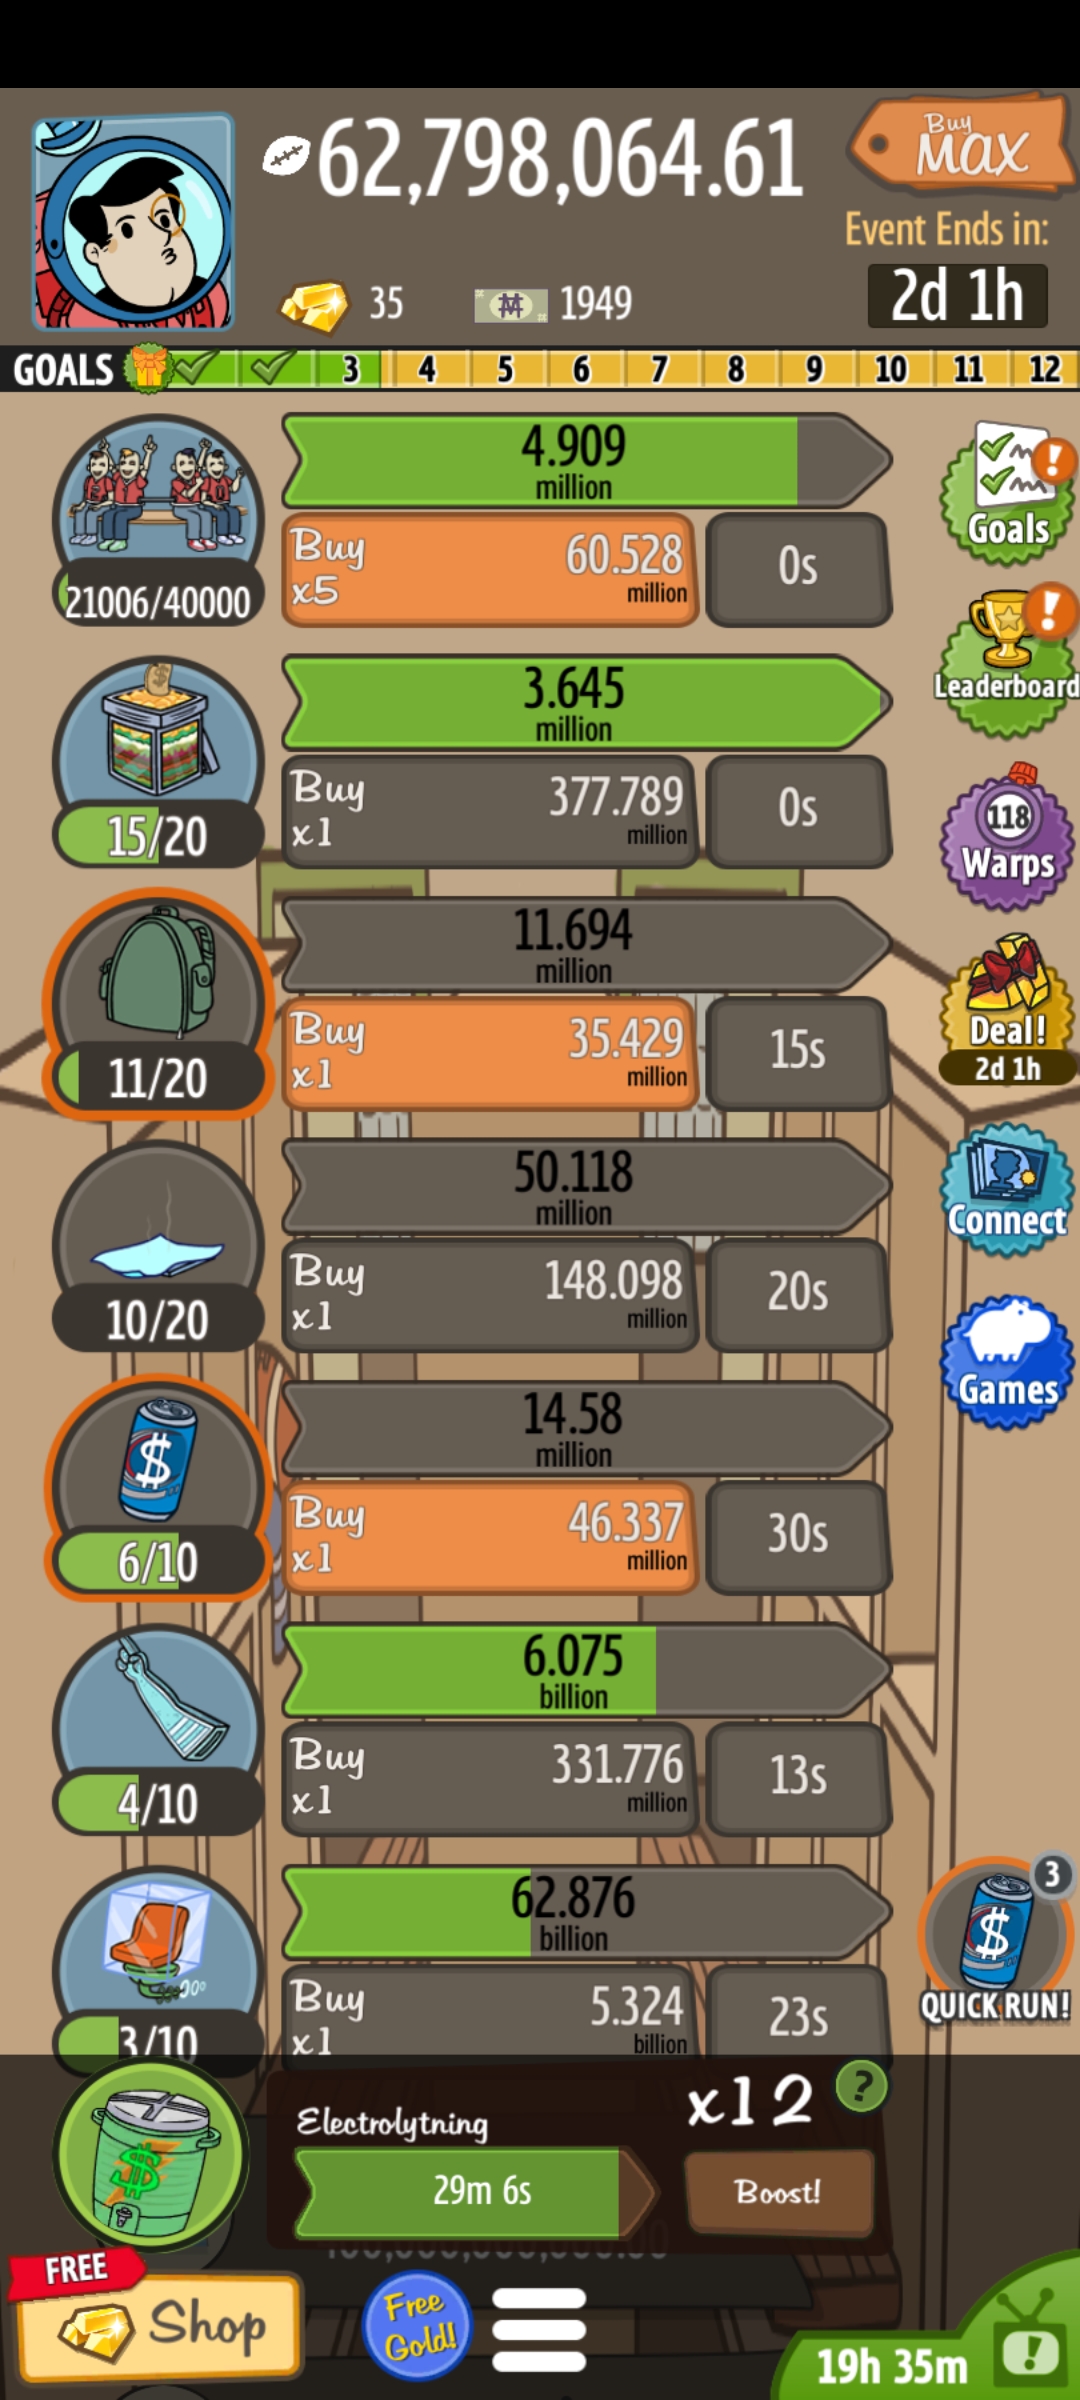 62,798,064.61
Buy
MAX
Event Ends in:
2d 1h
35
1949
GOALS 3 4 5 6 7 8 9 10 11 12
4.909
million
Buy
x5
60.528
million
0s
21006/40000
Goals
3.645
million
Buy
x1
377.789
million
0s
15/20
Leaderboard
11.694
million
Buy
x1
35.429
million
15s
11/20
118
Warps
Deal!
2d 1h
50.118
million
Buy
x1
148.098
million
20s
10/20
Connect
14.58
million
Buy
x1
46.337
million
30s
6/10
Games
6.075
billion
Buy
x1
331.776
million
13s
4/10
62.876
billion
Buy
x1
5.324
billion
23s
3/10
3
QUICK RUN!
Electrolytning
x12
?
29m 6s
Boost!
FREE
Shop
Free
Gold!
19h 35m